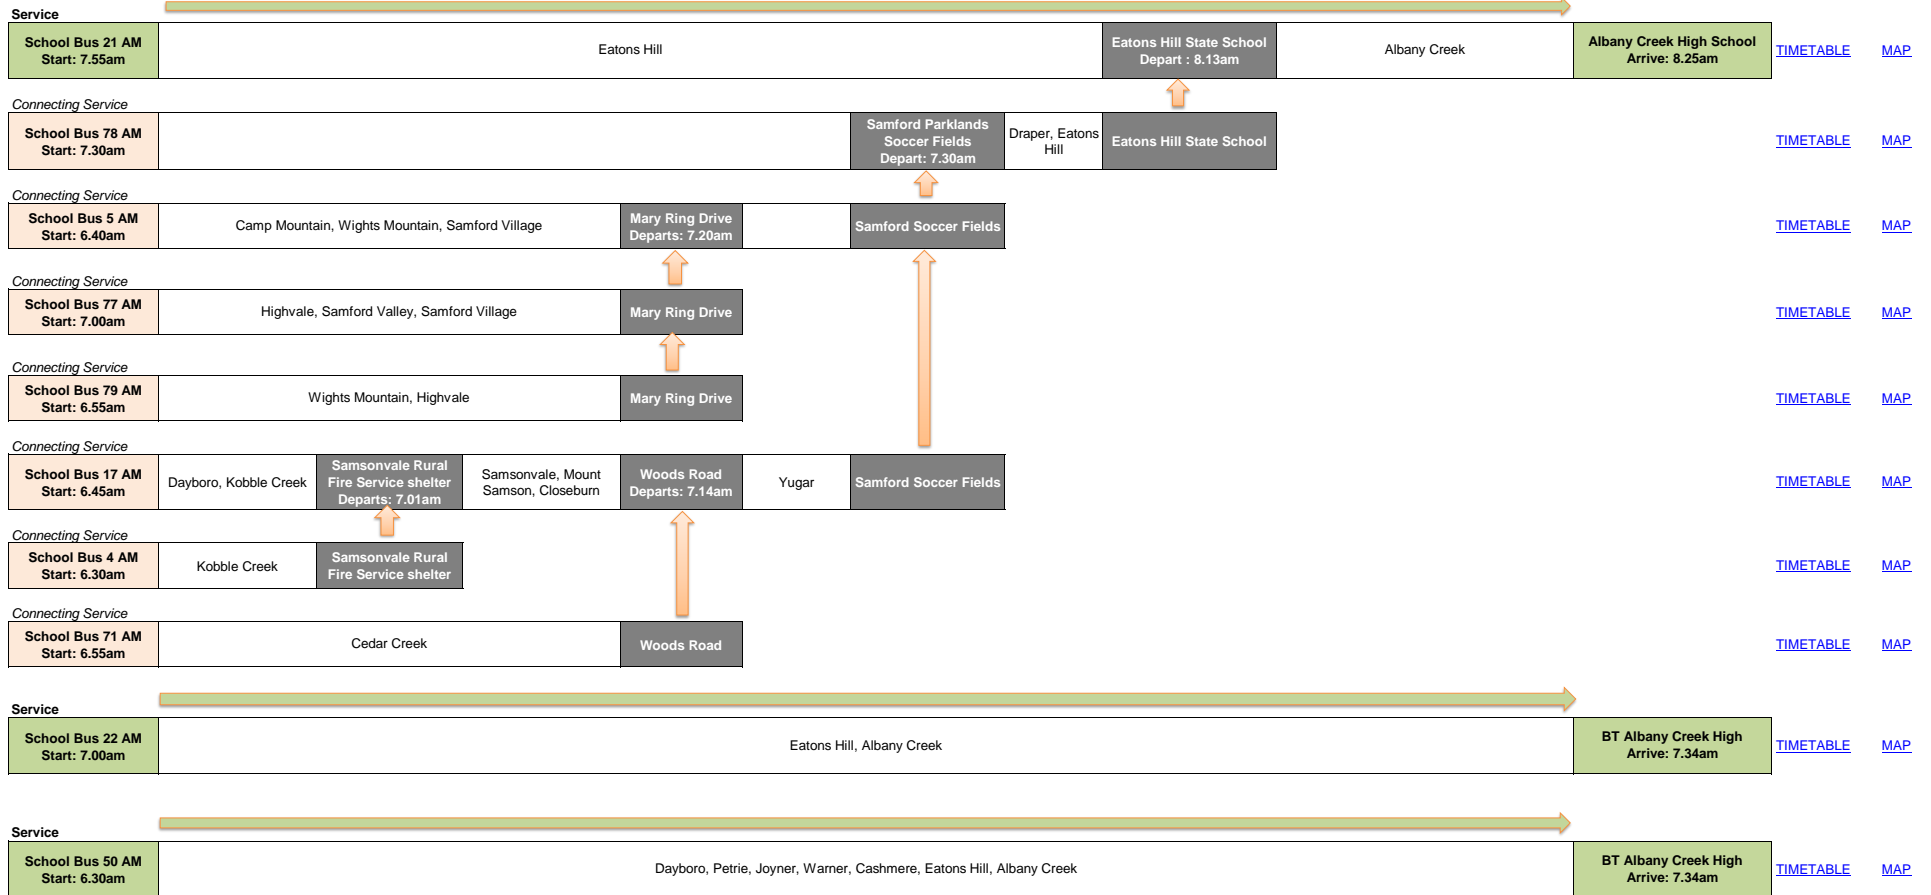 Service
School Bus 21 AM
Start: 7.55am
Eatons Hill
Eatons Hill State School
Depart : 8.13am
Albany Creek
Albany Creek High School
Arrive: 8.25am
TIMETABLE
MAP
Connecting Service
School Bus 78 AM
Start: 7.30am
Samford Parklands
Soccer Fields
Depart: 7.30am
Draper, Eatons
Hill
Eatons Hill State School
TIMETABLE
MAP
Connecting Service
School Bus 5 AM
Start: 6.40am
Camp Mountain, Wights Mountain, Samford Village
Mary Ring Drive
Departs: 7.20am
Samford Soccer Fields
TIMETABLE
MAP
Connecting Service
School Bus 77 AM
Start: 7.00am
Highvale, Samford Valley, Samford Village
Mary Ring Drive
TIMETABLE
MAP
Connecting Service
School Bus 79 AM
Start: 6.55am
Wights Mountain, Highvale
Mary Ring Drive
TIMETABLE
MAP
Connecting Service
School Bus 17 AM
Start: 6.45am
Dayboro, Kobble Creek
Samsonvale Rural
Fire Service shelter
Departs: 7.01am
Samsonvale, Mount
Samson, Closeburn
Woods Road
Departs: 7.14am
Yugar
Samford Soccer Fields
TIMETABLE
MAP
Connecting Service
School Bus 4 AM
Start: 6.30am
Kobble Creek
Samsonvale Rural
Fire Service shelter
TIMETABLE
MAP
Connecting Service
School Bus 71 AM
Start: 6.55am
Cedar Creek
Woods Road
TIMETABLE
MAP
Service
School Bus 22 AM
Start: 7.00am
Eatons Hill, Albany Creek
BT Albany Creek High
Arrive: 7.34am
TIMETABLE
MAP
Service
School Bus 50 AM
Start: 6.30am
Dayboro, Petrie, Joyner, Warner, Cashmere, Eatons Hill, Albany Creek
BT Albany Creek High
Arrive: 7.34am
TIMETABLE
MAP